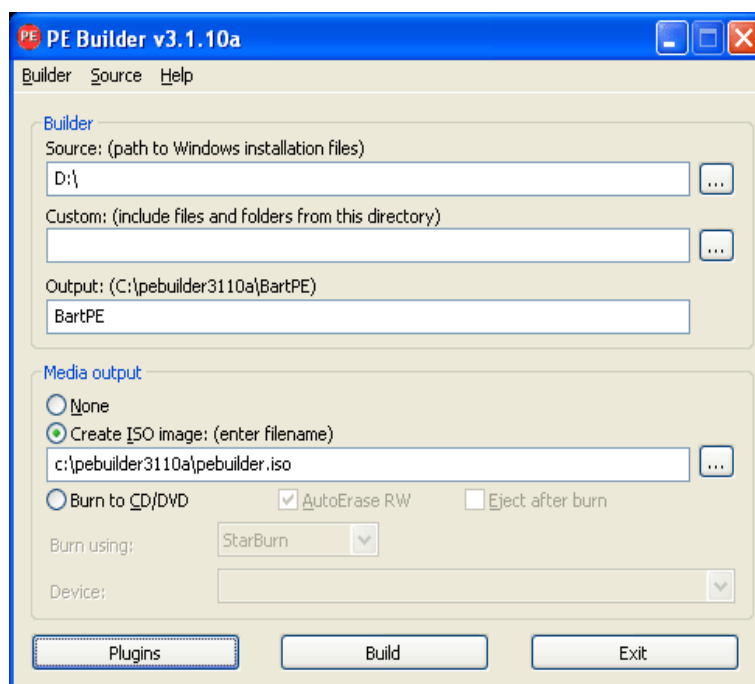 PE PE Builder v3.1.10a
Builder Source Help
Builder
Source: (path to Windows installation files)
D:\
...
Custom: (include files and folders from this directory)
...
Output: (C:\pebuilder3110a\BartPE)
BartPE
Media output
None
Create ISO image: (enter filename)
c:\pebuilder3110a\pebuilder.iso
...
Burn to CD/DVD AutoErase RW Eject after burn
Burn using: StarBurn
Device:
Plugins Build Exit